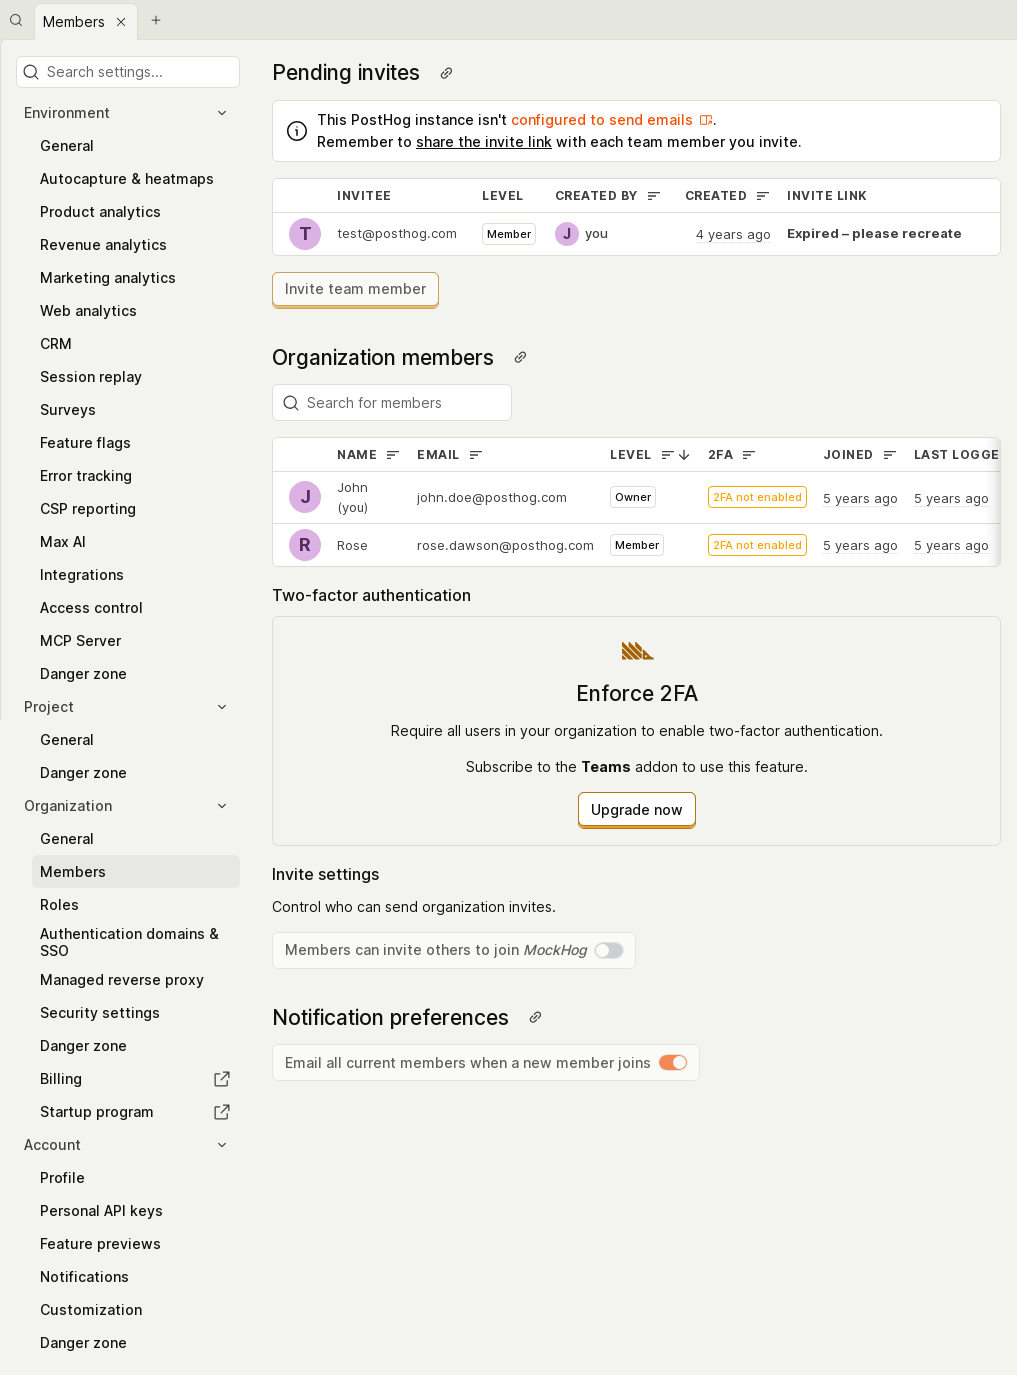 Members
Search settings...
Environment
General
Autocapture & heatmaps
Product analytics
Revenue analytics
Marketing analytics
Web analytics
CRM
Session replay
Surveys
Feature flags
Error tracking
CSP reporting
Max AI
Integrations
Access control
MCP Server
Danger zone
Project
General
Danger zone
Organization
General
Members
Roles
Authentication domains &
SSO
Managed reverse proxy
Security settings
Danger zone
Billing
Startup program
Account
Profile
Personal API keys
Feature previews
Notifications
Customization
Danger zone
Pending invites
This PostHog instance isn't configured to send emails.
Remember to share the invite link with each team member you invite.
INVITEE LEVEL CREATED BY CREATED INVITE LINK
T test@posthog.com Member J you 4 years ago Expired – please recreate
Invite team member
Organization members
Search for members
NAME EMAIL LEVEL 2FA JOINED LAST LOGGE
J John (you) john.doe@posthog.com Owner 2FA not enabled 5 years ago 5 years ago
R Rose rose.dawson@posthog.com Member 2FA not enabled 5 years ago 5 years ago
Two-factor authentication
Enforce 2FA
Require all users in your organization to enable two-factor authentication.
Subscribe to the Teams addon to use this feature.
Upgrade now
Invite settings
Control who can send organization invites.
Members can invite others to join MockHog
Notification preferences
Email all current members when a new member joins